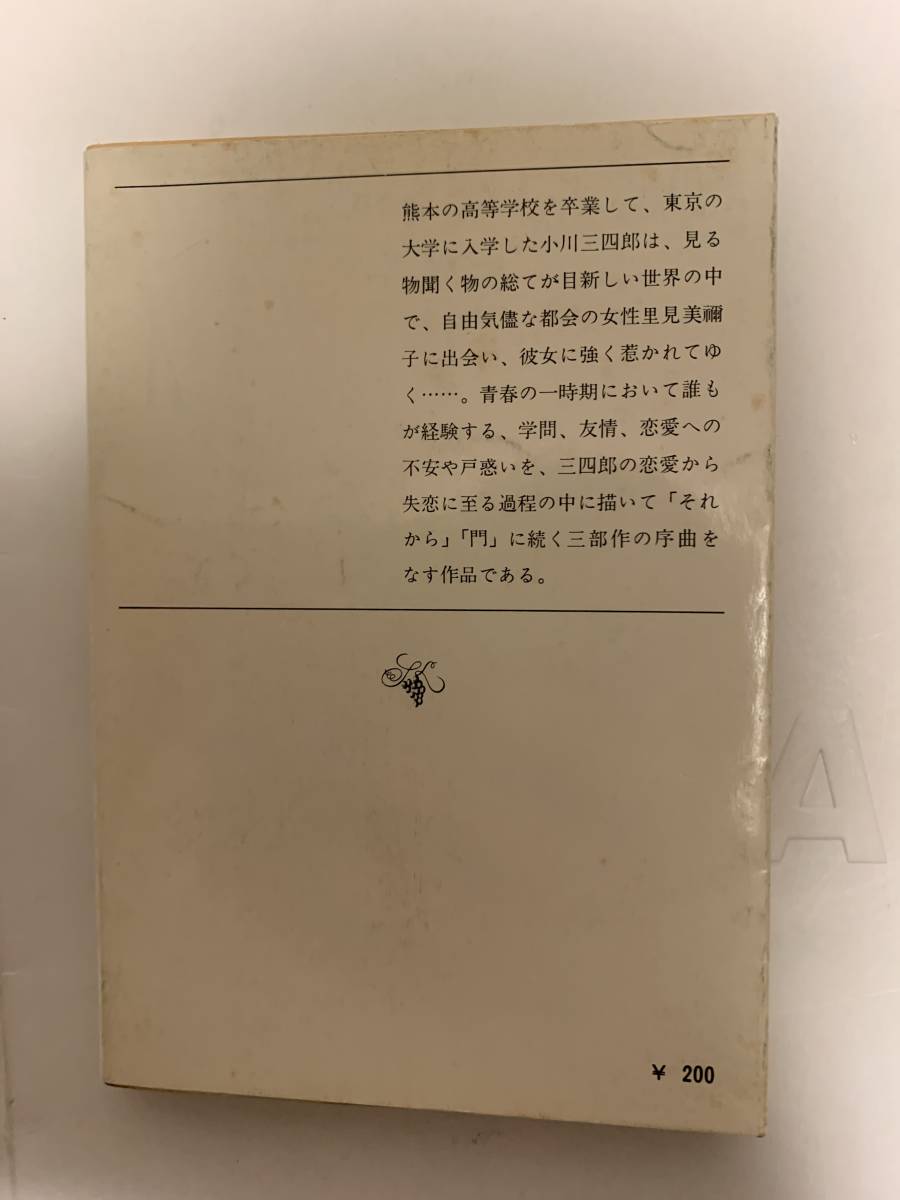 熊本の高等学校を卒業して、東京の
大学に入学した小川三四郎は、見る
物聞く物の総てが目新しい世界の中
で、自由気儘な都会の女性里見美禰
子に出会い、彼女に強く惹かれてゆ
く……。青春の一時期において誰も
が経験する、学問、友情、恋愛への
不安や戸惑いを、三四郎の恋愛から
失恋に至る過程の中に描いて「それ
から」「門」に続く三部作の序曲を
なす作品である。
SK
¥ 200
A